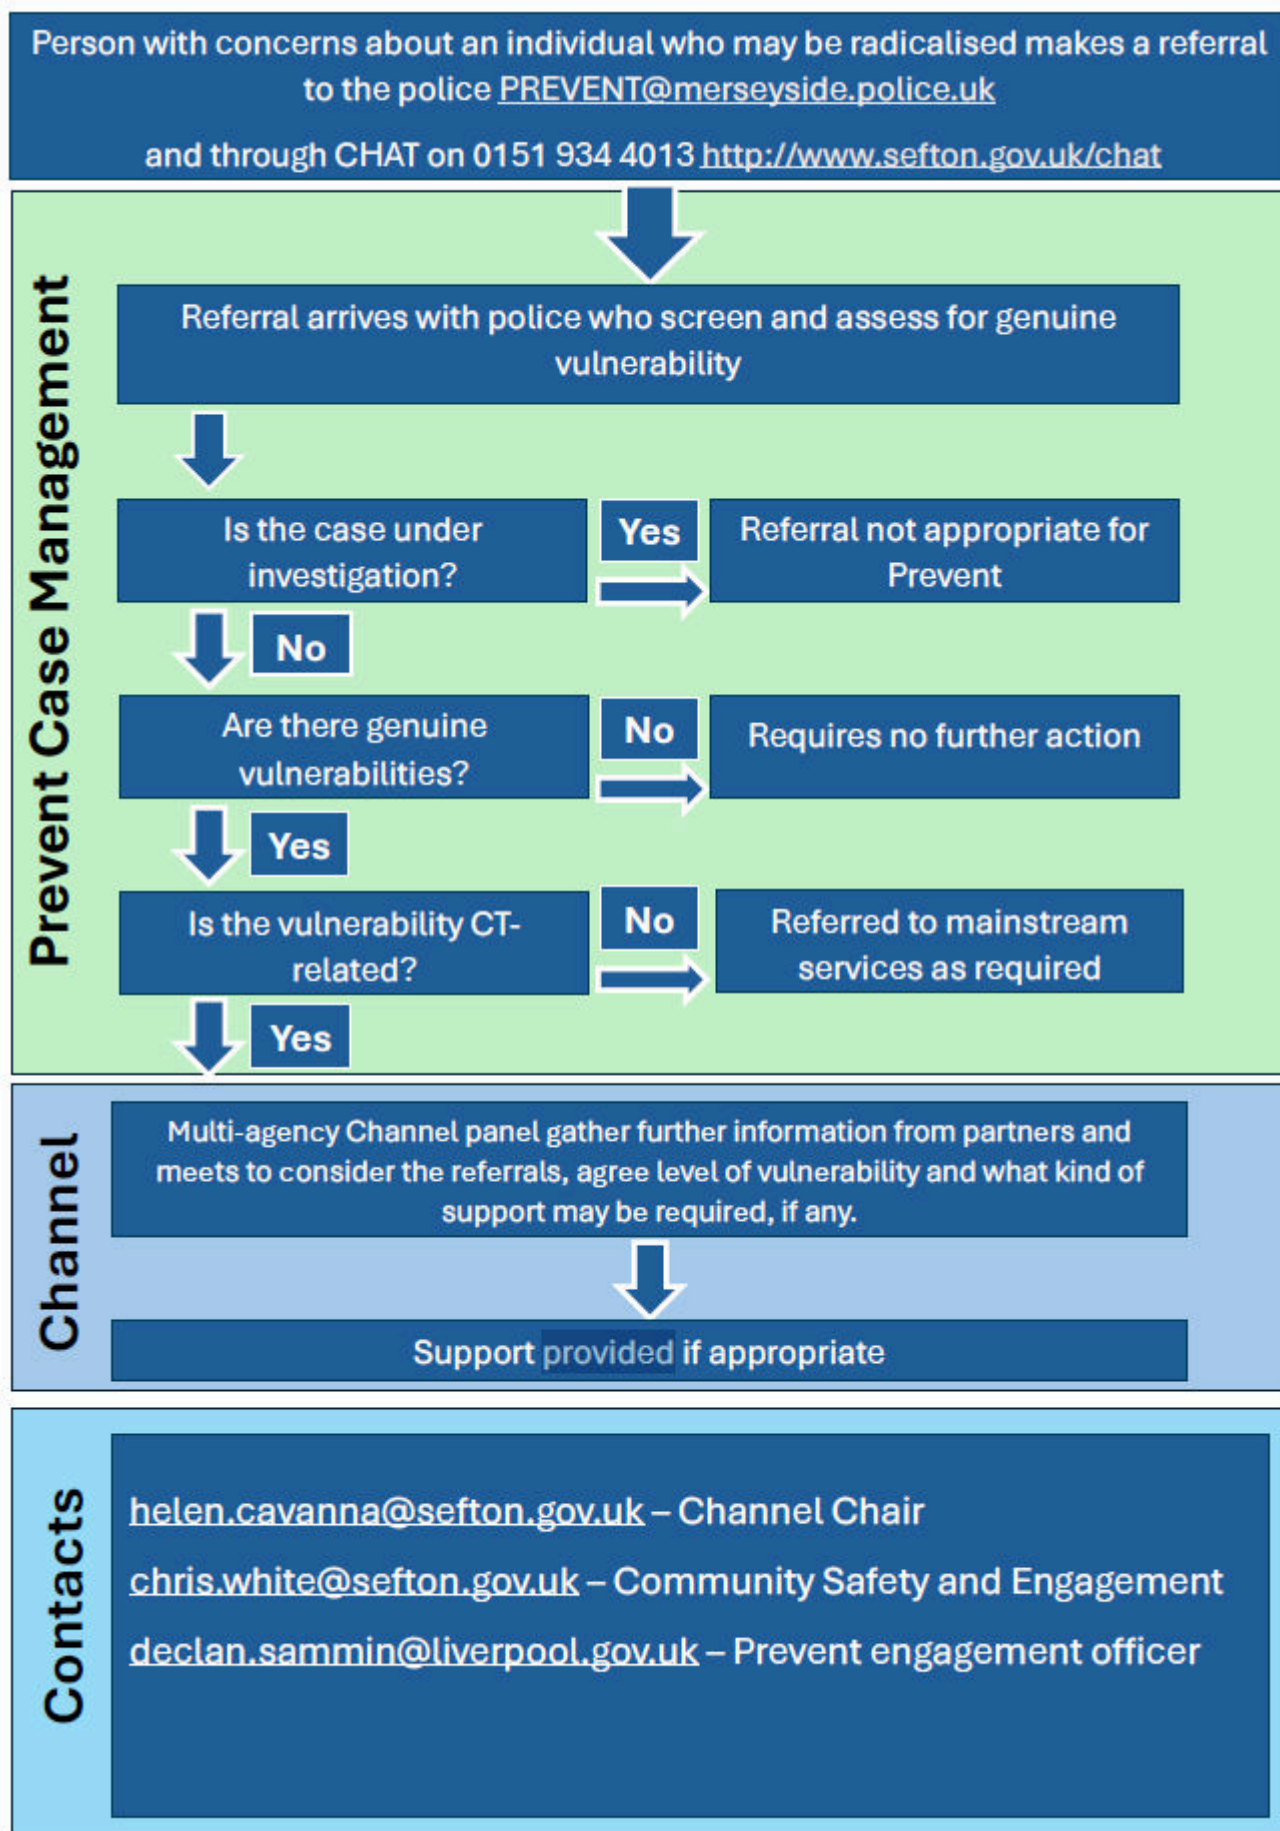 Person with concerns about an individual who may be radicalised makes a referral
to the police PREVENT@merseyside.police.uk
and through CHAT on 0151 934 4013 http://www.sefton.gov.uk/chat
Prevent Case Management
Referral arrives with police who screen and assess for genuine
vulnerability
Is the case under
investigation?
Yes
Referral not appropriate for
Prevent
No
Are there genuine
vulnerabilities?
No
Requires no further action
Yes
Is the vulnerability CT-
related?
No
Referred to mainstream
services as required
Yes
Channel
Multi-agency Channel panel gather further information from partners and
meets to consider the referrals, agree level of vulnerability and what kind of
support may be required, if any.
Support provided if appropriate
Contacts
helen.cavanna@sefton.gov.uk – Channel Chair
chris.white@sefton.gov.uk – Community Safety and Engagement
declan.sammin@liverpool.gov.uk – Prevent engagement officer